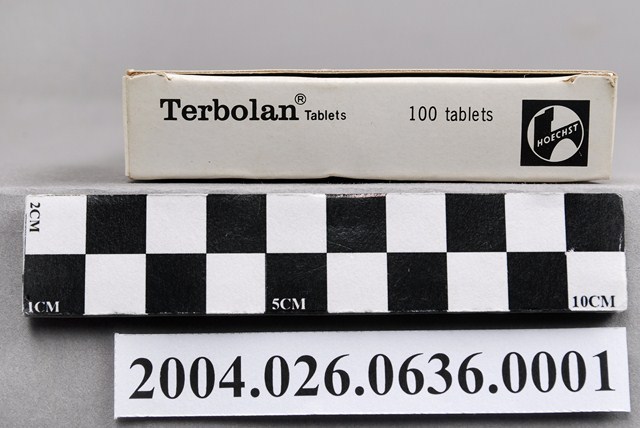 Terbolan® Tablets 100 tablets
HOECHST
2CM
1CM 5CM 10CM
2004.026.0636.0001